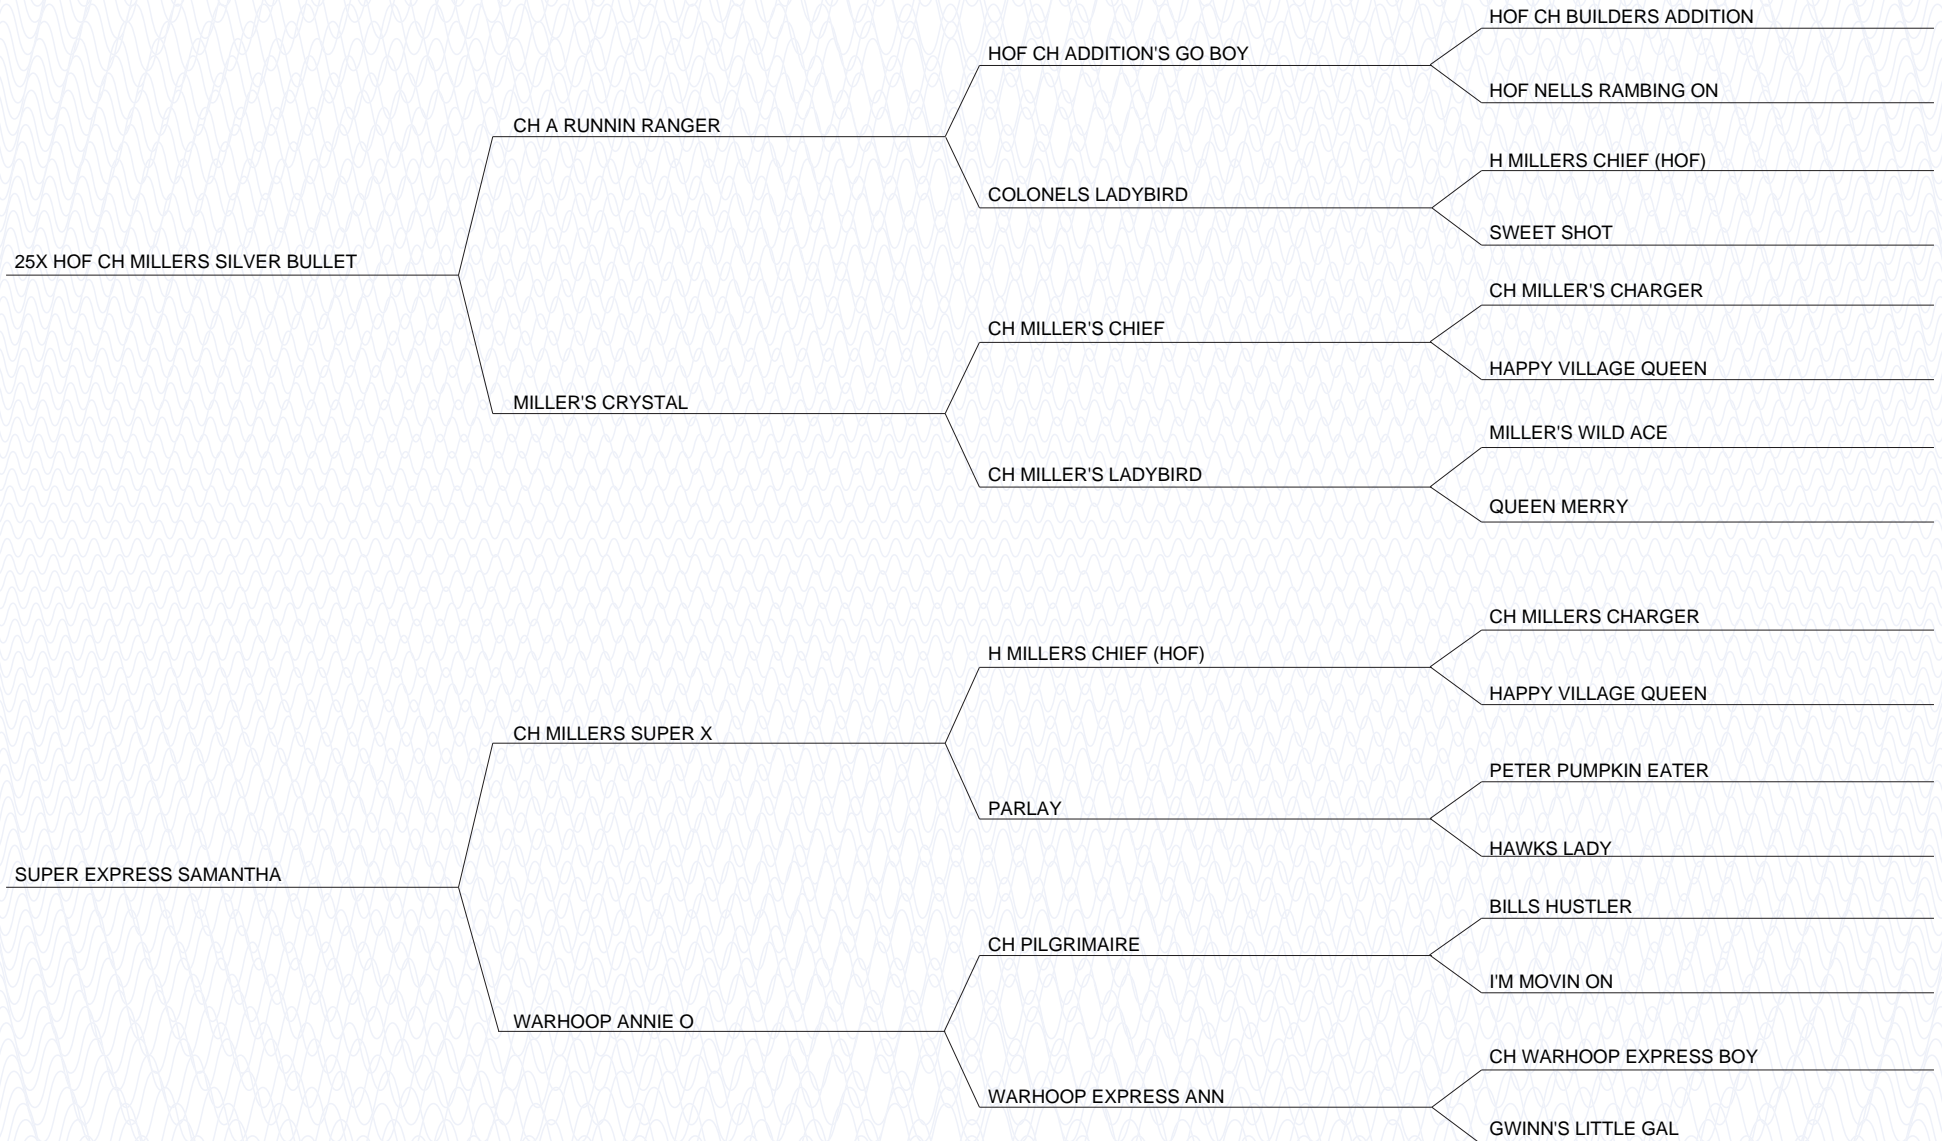 HOF CH BUILDERS ADDITION
HOF CH ADDITION'S GO BOY
HOF NELLS RAMBING ON
CH A RUNNIN RANGER
H MILLERS CHIEF (HOF)
COLONELS LADYBIRD
SWEET SHOT
25X HOF CH MILLERS SILVER BULLET
CH MILLER'S CHARGER
CH MILLER'S CHIEF
HAPPY VILLAGE QUEEN
MILLER'S CRYSTAL
MILLER'S WILD ACE
CH MILLER'S LADYBIRD
QUEEN MERRY
CH MILLERS CHARGER
H MILLERS CHIEF (HOF)
HAPPY VILLAGE QUEEN
CH MILLERS SUPER X
PETER PUMPKIN EATER
PARLAY
HAWKS LADY
SUPER EXPRESS SAMANTHA
BILLS HUSTLER
CH PILGRIMAIRE
I'M MOVIN ON
WARHOOP ANNIE O
CH WARHOOP EXPRESS BOY
WARHOOP EXPRESS ANN
GWINN'S LITTLE GAL